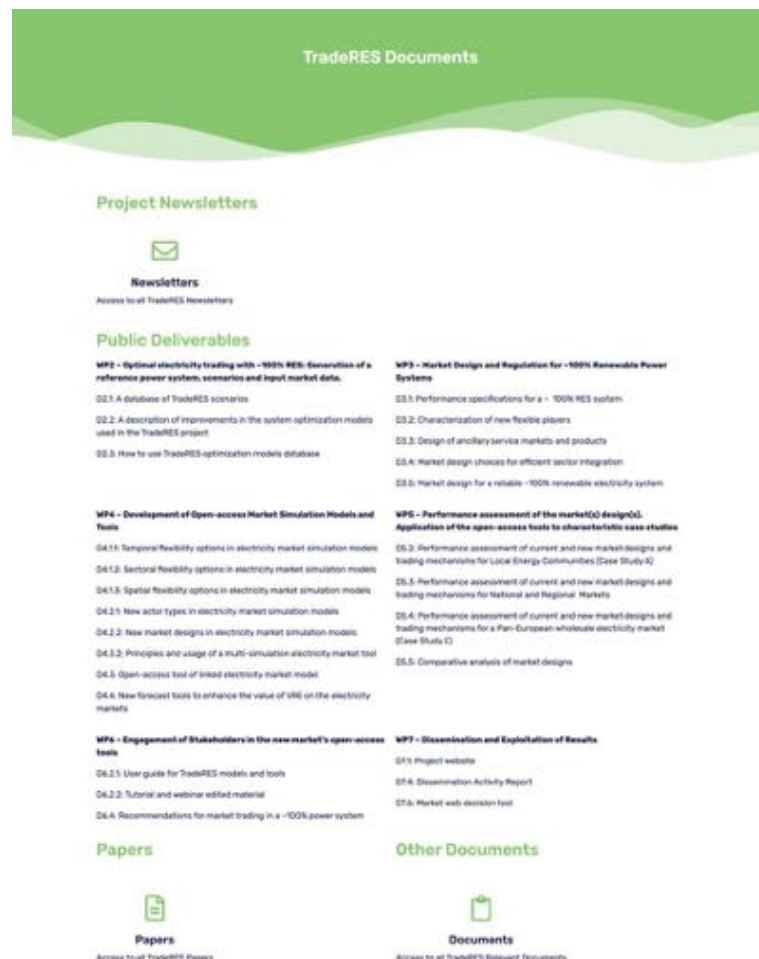 TradeRES Documents
Project Newsletters
Newsletters
Access to all TradeRES Newsletters
Public Deliverables
WP2 – Optimal electricity trading with ~100% RES: Generation of a
reference power system, scenarios and input market data.
D2.1: A database of TradeRES scenarios
D2.2: A description of improvements in the system optimization models
used in the TradeRES project
D2.3: How to use TradeRES optimization models database
WP3 – Market Design and Regulation for ~100% Renewable Power
Systems
D3.1: Performance specifications for a ~ 100% RES system
D3.2: Characterization of new flexible players
D3.3: Design of ancillary service markets and products
D3.4: Market design choices for efficient sector integration
D3.5: Market design for a reliable ~100% renewable electricity system
WP4 – Development of Open-access Market Simulation Models and
Tools
D4.1.1: Temporal flexibility options in electricity market simulation models
D4.1.2: Sectoral flexibility options in electricity market simulation models
D4.1.3: Spatial flexibility options in electricity market simulation models
D4.2.1: New actor types in electricity market simulation models
D4.2.2: New market designs in electricity market simulation models
D4.3.2: Principles and usage of a multi-simulation electricity market tool
D4.3: Open-access tool of linked electricity market model
D4.4: New forecast tools to enhance the value of VRE on the electricity
markets
WP5 – Performance assessment of the market(s) design(s).
Application of the open-access tools to characteristic case studies
D5.2: Performance assessment of current and new market designs and
trading mechanisms for Local Energy Communities (Case Study A)
D5.3: Performance assessment of current and new market designs and
trading mechanisms for National and Regional Markets
D5.4: Performance assessment of current and new market designs and
trading mechanisms for a Pan-European wholesale electricity market
(Case Study E)
D5.5: Comparative analysis of market designs
WP6 – Engagement of Stakeholders in the new market's open-access
tools
D6.2.1: User guide for TradeRES models and tools
D6.2.2: Tutorial and webinar edited material
D6.4: Recommendations for market trading in a ~100% power system
WP7 – Dissemination and Exploitation of Results
D7.1: Project website
D7.4: Dissemination Activity Report
D7.6: Market web decision tool
Papers
Papers
Access to all TradeRES Papers
Other Documents
Documents
Access to all TradeRES Relevant Documents